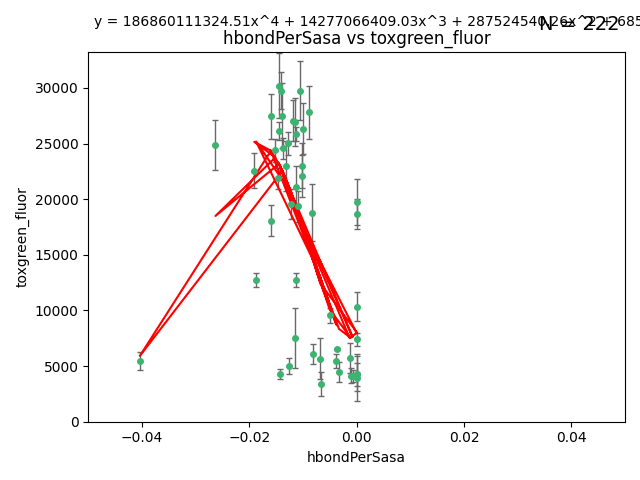 y = 186860111324.51x^4 + 14277066409.03x^3 + 287524540.26x^2 + 685
N = 222
hbondPerSasa vs toxgreen_fluor
30000
25000
20000
15000
10000
5000
0
toxgreen_fluor
−0.04 −0.02 0.00 0.02 0.04
hbondPerSasa